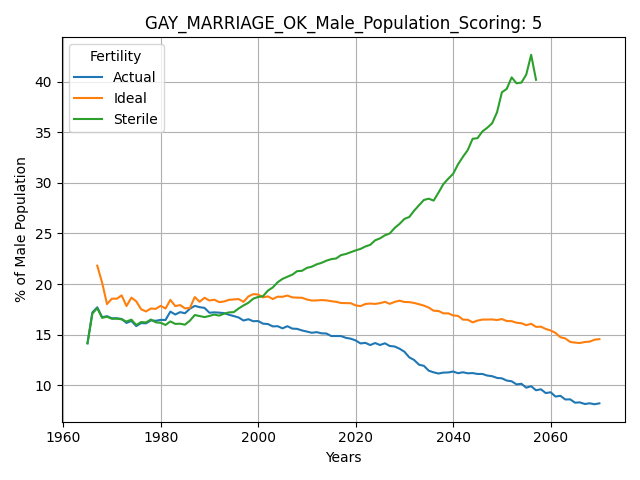 GAY_MARRIAGE_OK_Male_Population_Scoring: 5
Fertility
Actual
Ideal
Sterile
% of Male Population
40
35
30
25
20
15
10
1960 1980 2000 2020 2040 2060
Years